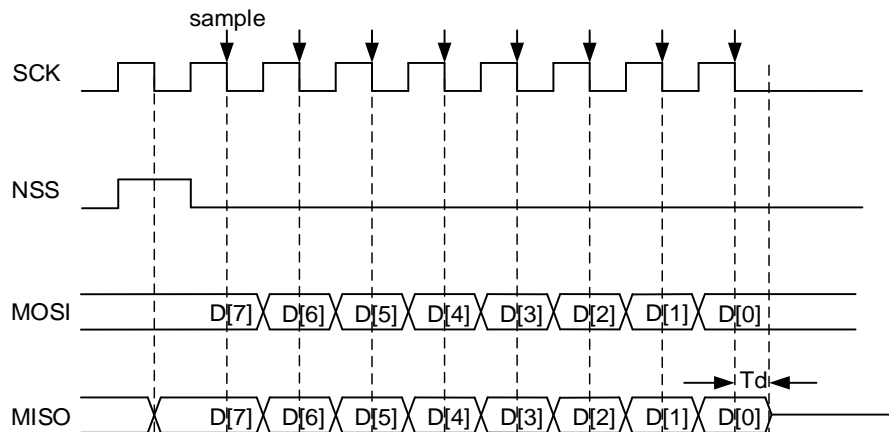 sample
SCK
NSS
MOSI D[7] D[6] D[5] D[4] D[3] D[2] D[1] D[0]
Td
MISO D[7] D[6] D[5] D[4] D[3] D[2] D[1] D[0]